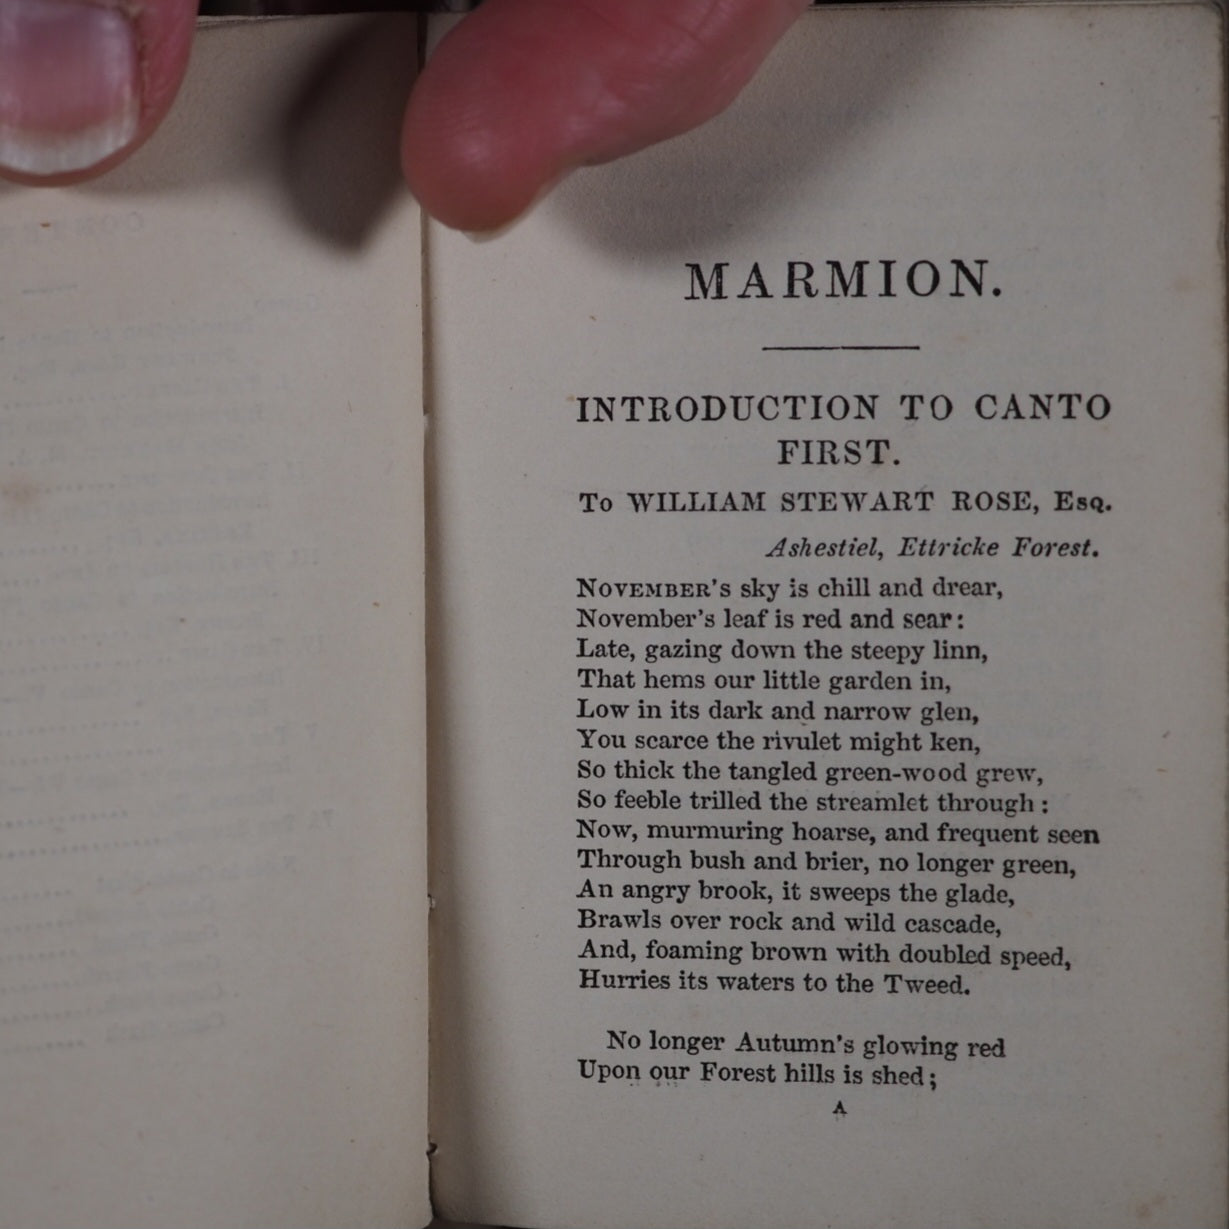 MARMION.
INTRODUCTION TO CANTO
FIRST.
To WILLIAM STEWART ROSE, Esq.
Ashestiel, Ettricke Forest.
NOVEMBER'S sky is chill and drear,
November's leaf is red and sear:
Late, gazing down the steepy linn,
That hems our little garden in,
Low in its dark and narrow glen,
You scarce the rivulet might ken,
So thick the tangled green-wood grew,
So feeble trilled the streamlet through:
Now, murmuring hoarse, and frequent seen
Through bush and brier, no longer green,
An angry brook, it sweeps the glade,
Brawls over rock and wild cascade,
And, foaming brown with doubled speed,
Hurries its waters to the Tweed.
No longer Autumn's glowing red
Upon our Forest hills is shed;
A